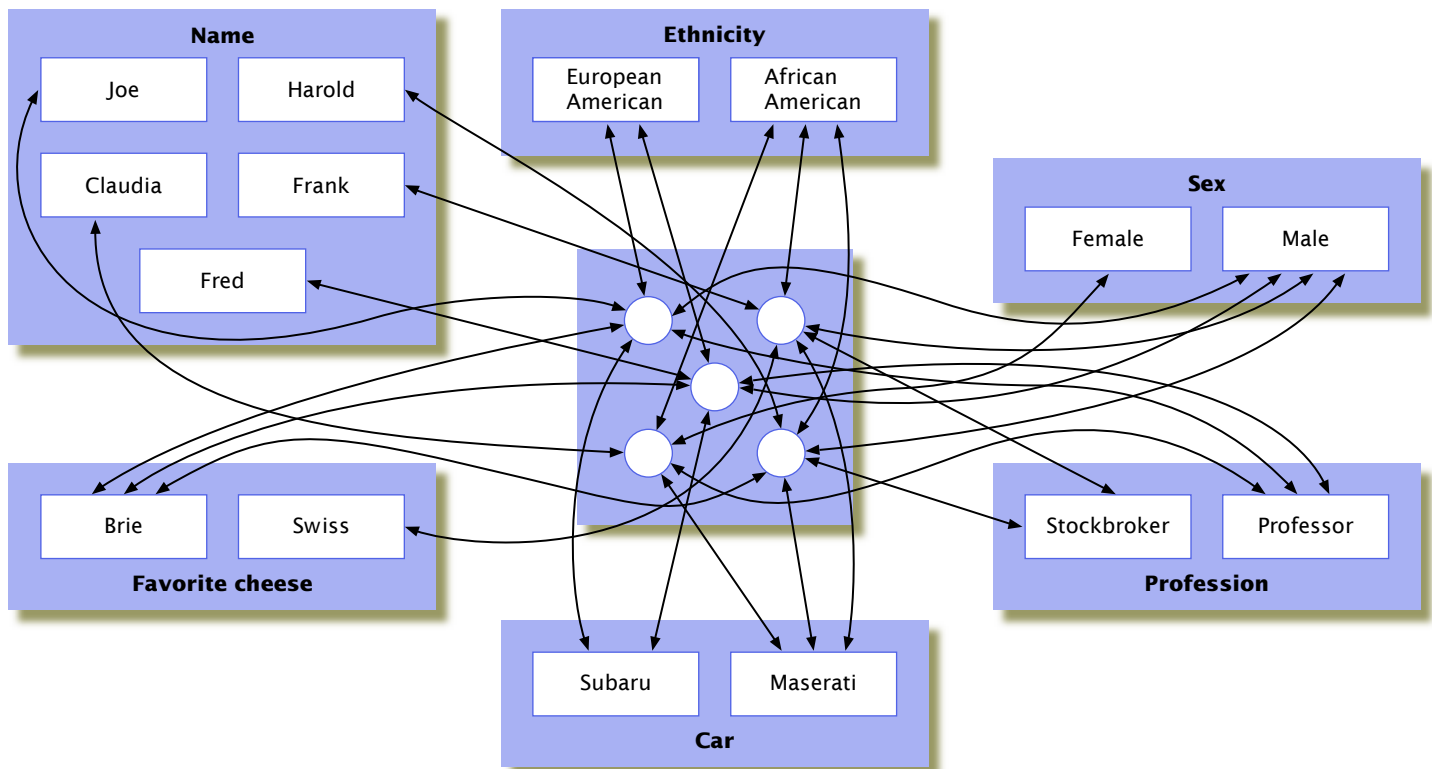 Name
Joe
Harold
Claudia
Frank
Fred
Ethnicity
European
American
African
American
Sex
Female
Male
Brie
Swiss
Favorite cheese
Stockbroker
Professor
Profession
Subaru
Maserati
Car